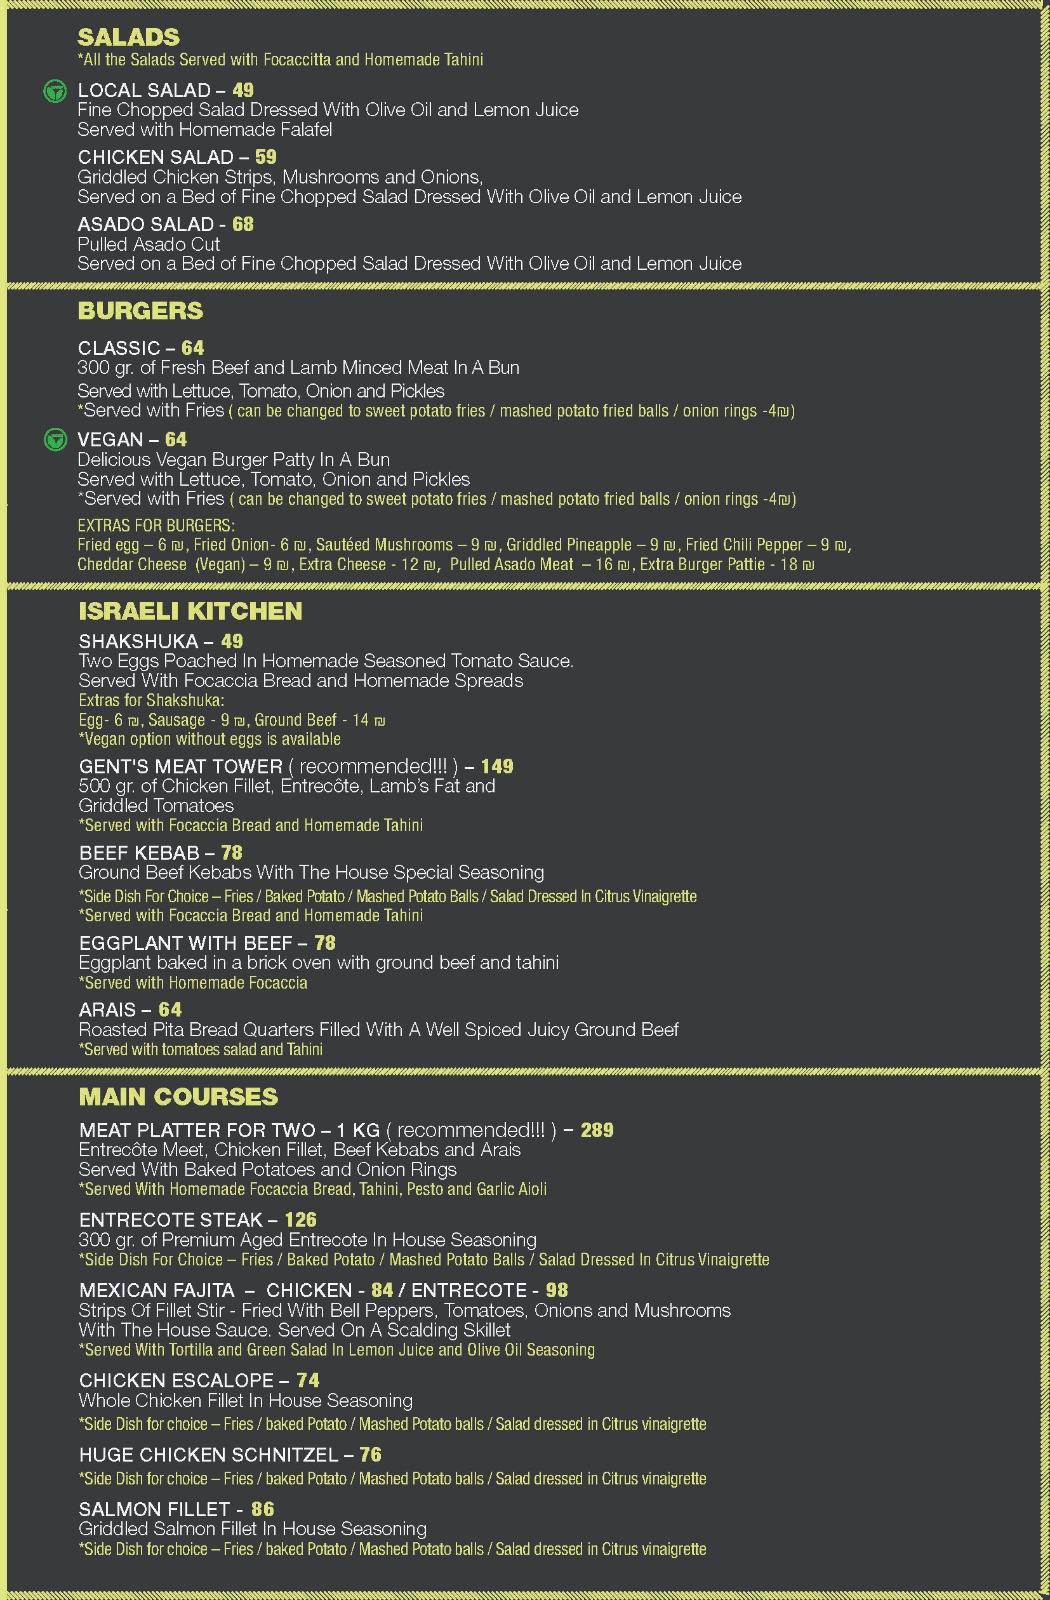 SALADS
*All the Salads Served with Focaccitta and Homemade Tahini
LOCAL SALAD – 49
Fine Chopped Salad Dressed With Olive Oil and Lemon Juice
Served with Homemade Falafel
CHICKEN SALAD – 59
Griddled Chicken Strips, Mushrooms and Onions,
Served on a Bed of Fine Chopped Salad Dressed With Olive Oil and Lemon Juice
ASADO SALAD - 68
Pulled Asado Cut
Served on a Bed of Fine Chopped Salad Dressed With Olive Oil and Lemon Juice
BURGERS
CLASSIC – 64
300 gr. of Fresh Beef and Lamb Minced Meat In A Bun
Served with Lettuce, Tomato, Onion and Pickles
*Served with Fries ( can be changed to sweet potato fries / mashed potato fried balls / onion rings -4₪)
VEGAN – 64
Delicious Vegan Burger Patty In A Bun
Served with Lettuce, Tomato, Onion and Pickles
*Served with Fries ( can be changed to sweet potato fries / mashed potato fried balls / onion rings -4₪)
EXTRAS FOR BURGERS:
Fried egg – 6 ₪, Fried Onion- 6 ₪, Sautéed Mushrooms – 9 ₪, Griddled Pineapple – 9 ₪, Fried Chili Pepper – 9 ₪,
Cheddar Cheese (Vegan) – 9 ₪, Extra Cheese - 12 ₪, Pulled Asado Meat – 16 ₪, Extra Burger Pattie - 18 ₪
ISRAELI KITCHEN
SHAKSHUKA – 49
Two Eggs Poached In Homemade Seasoned Tomato Sauce.
Served With Focaccia Bread and Homemade Spreads
Extras for Shakshuka:
Egg- 6 ₪, Sausage - 9 ₪, Ground Beef - 14 ₪
*Vegan option without eggs is available
GENT'S MEAT TOWER ( recommended!!! ) – 149
500 gr. of Chicken Fillet, Entrecôte, Lamb's Fat and
Griddled Tomatoes
*Served with Focaccia Bread and Homemade Tahini
BEEF KEBAB – 78
Ground Beef Kebabs With The House Special Seasoning
*Side Dish For Choice – Fries / Baked Potato / Mashed Potato Balls / Salad Dressed In Citrus Vinaigrette
*Served with Focaccia Bread and Homemade Tahini
EGGPLANT WITH BEEF – 78
Eggplant baked in a brick oven with ground beef and tahini
*Served with Homemade Focaccia
ARAIS – 64
Roasted Pita Bread Quarters Filled With A Well Spiced Juicy Ground Beef
*Served with tomatoes salad and Tahini
MAIN COURSES
MEAT PLATTER FOR TWO – 1 KG ( recommended!!! ) – 289
Entrecôte Meet, Chicken Fillet, Beef Kebabs and Arais
Served With Baked Potatoes and Onion Rings
*Served With Homemade Focaccia Bread, Tahini, Pesto and Garlic Aioli
ENTRECOTE STEAK – 126
300 gr. of Premium Aged Entrecote In House Seasoning
*Side Dish For Choice – Fries / Baked Potato / Mashed Potato Balls / Salad Dressed In Citrus Vinaigrette
MEXICAN FAJITA – CHICKEN - 84 / ENTRECOTE - 98
Strips Of Fillet Stir - Fried With Bell Peppers, Tomatoes, Onions and Mushrooms
With The House Sauce. Served On A Scalding Skillet
*Served With Tortilla and Green Salad In Lemon Juice and Olive Oil Seasoning
CHICKEN ESCALOPE – 74
Whole Chicken Fillet In House Seasoning
*Side Dish for choice – Fries / baked Potato / Mashed Potato balls / Salad dressed in Citrus vinaigrette
HUGE CHICKEN SCHNITZEL – 76
*Side Dish for choice – Fries / baked Potato / Mashed Potato balls / Salad dressed in Citrus vinaigrette
SALMON FILLET - 86
Griddled Salmon Fillet In House Seasoning
*Side Dish for choice – Fries / baked Potato / Mashed Potato balls / Salad dressed in Citrus vinaigrette